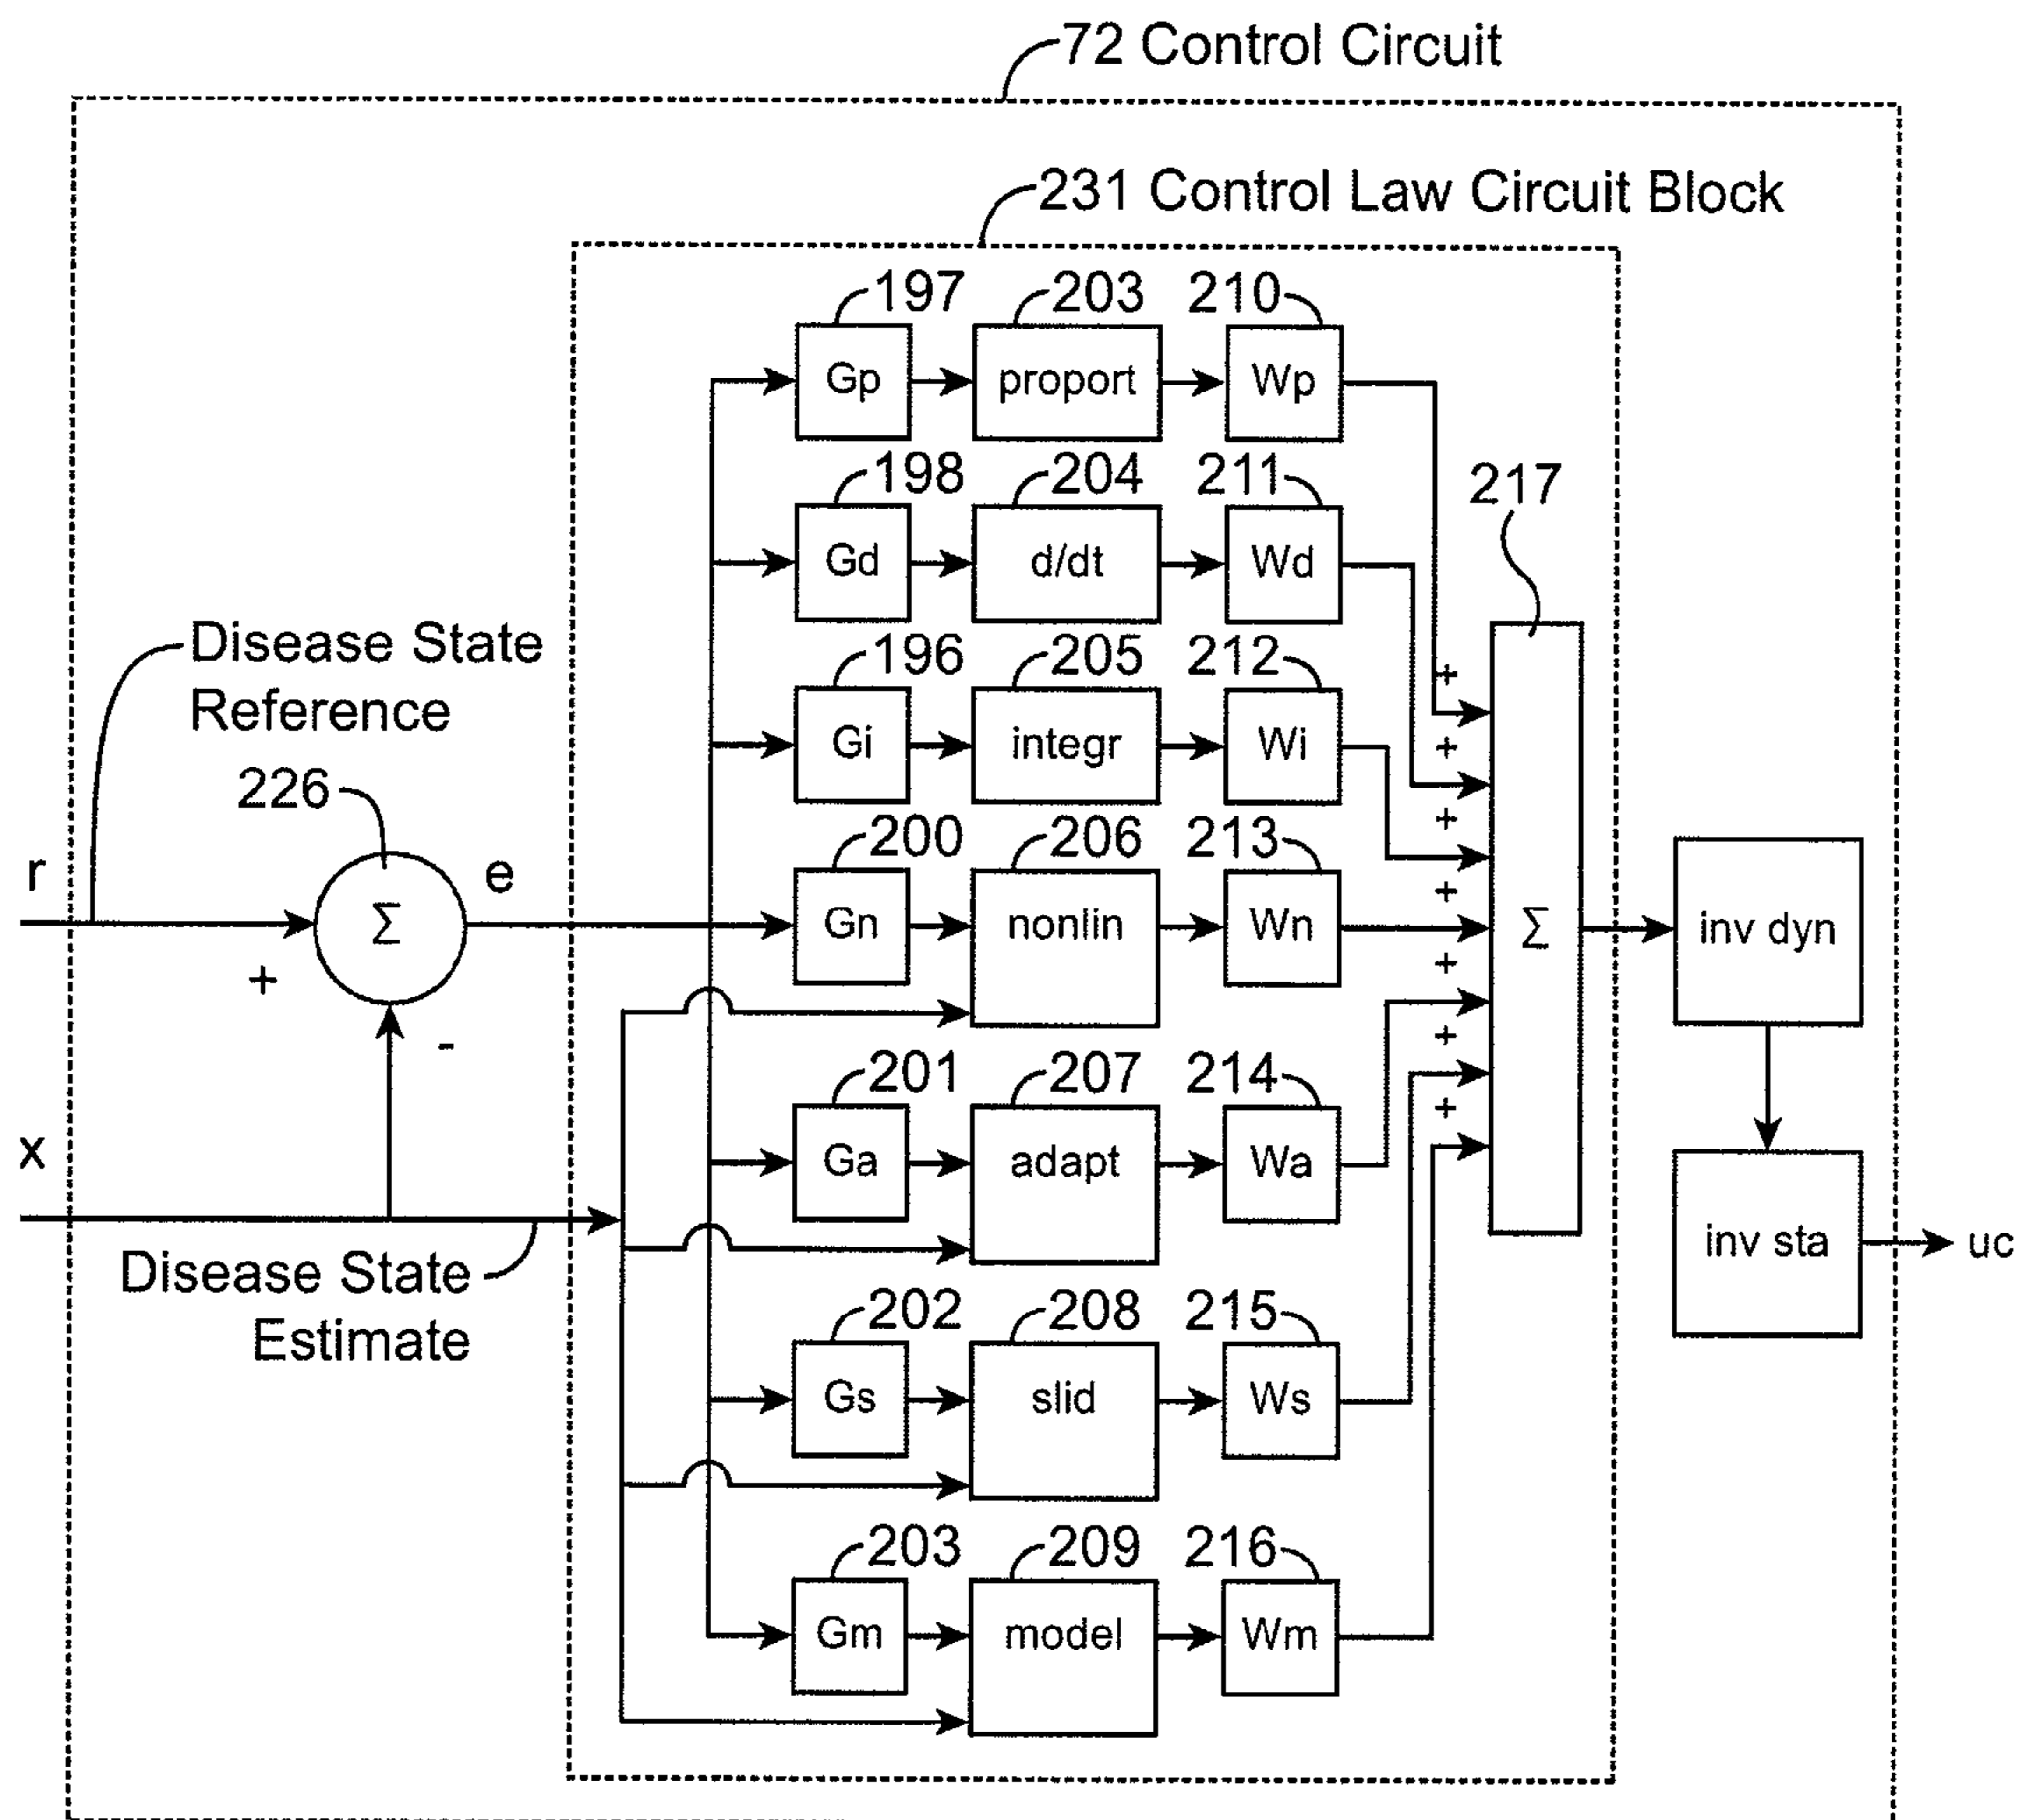 72 Control Circuit
231 Control Law Circuit Block
197
203
210
Gp
proport
Wp
198
204
211
217
Gd
d/dt
Wd
Disease State
Reference
196
205
212
+
Gi
integr
Wi
+
226
200
206
213
+
r
e
+
Σ
Gn
nonlin
Wn
Σ
inv dyn
+
+
-
+
201
207
214
+
x
Ga
adapt
Wa
Disease State
Estimate
inv sta
uc
202
208
215
Gs
slid
Ws
203
209
216
Gm
model
Wm